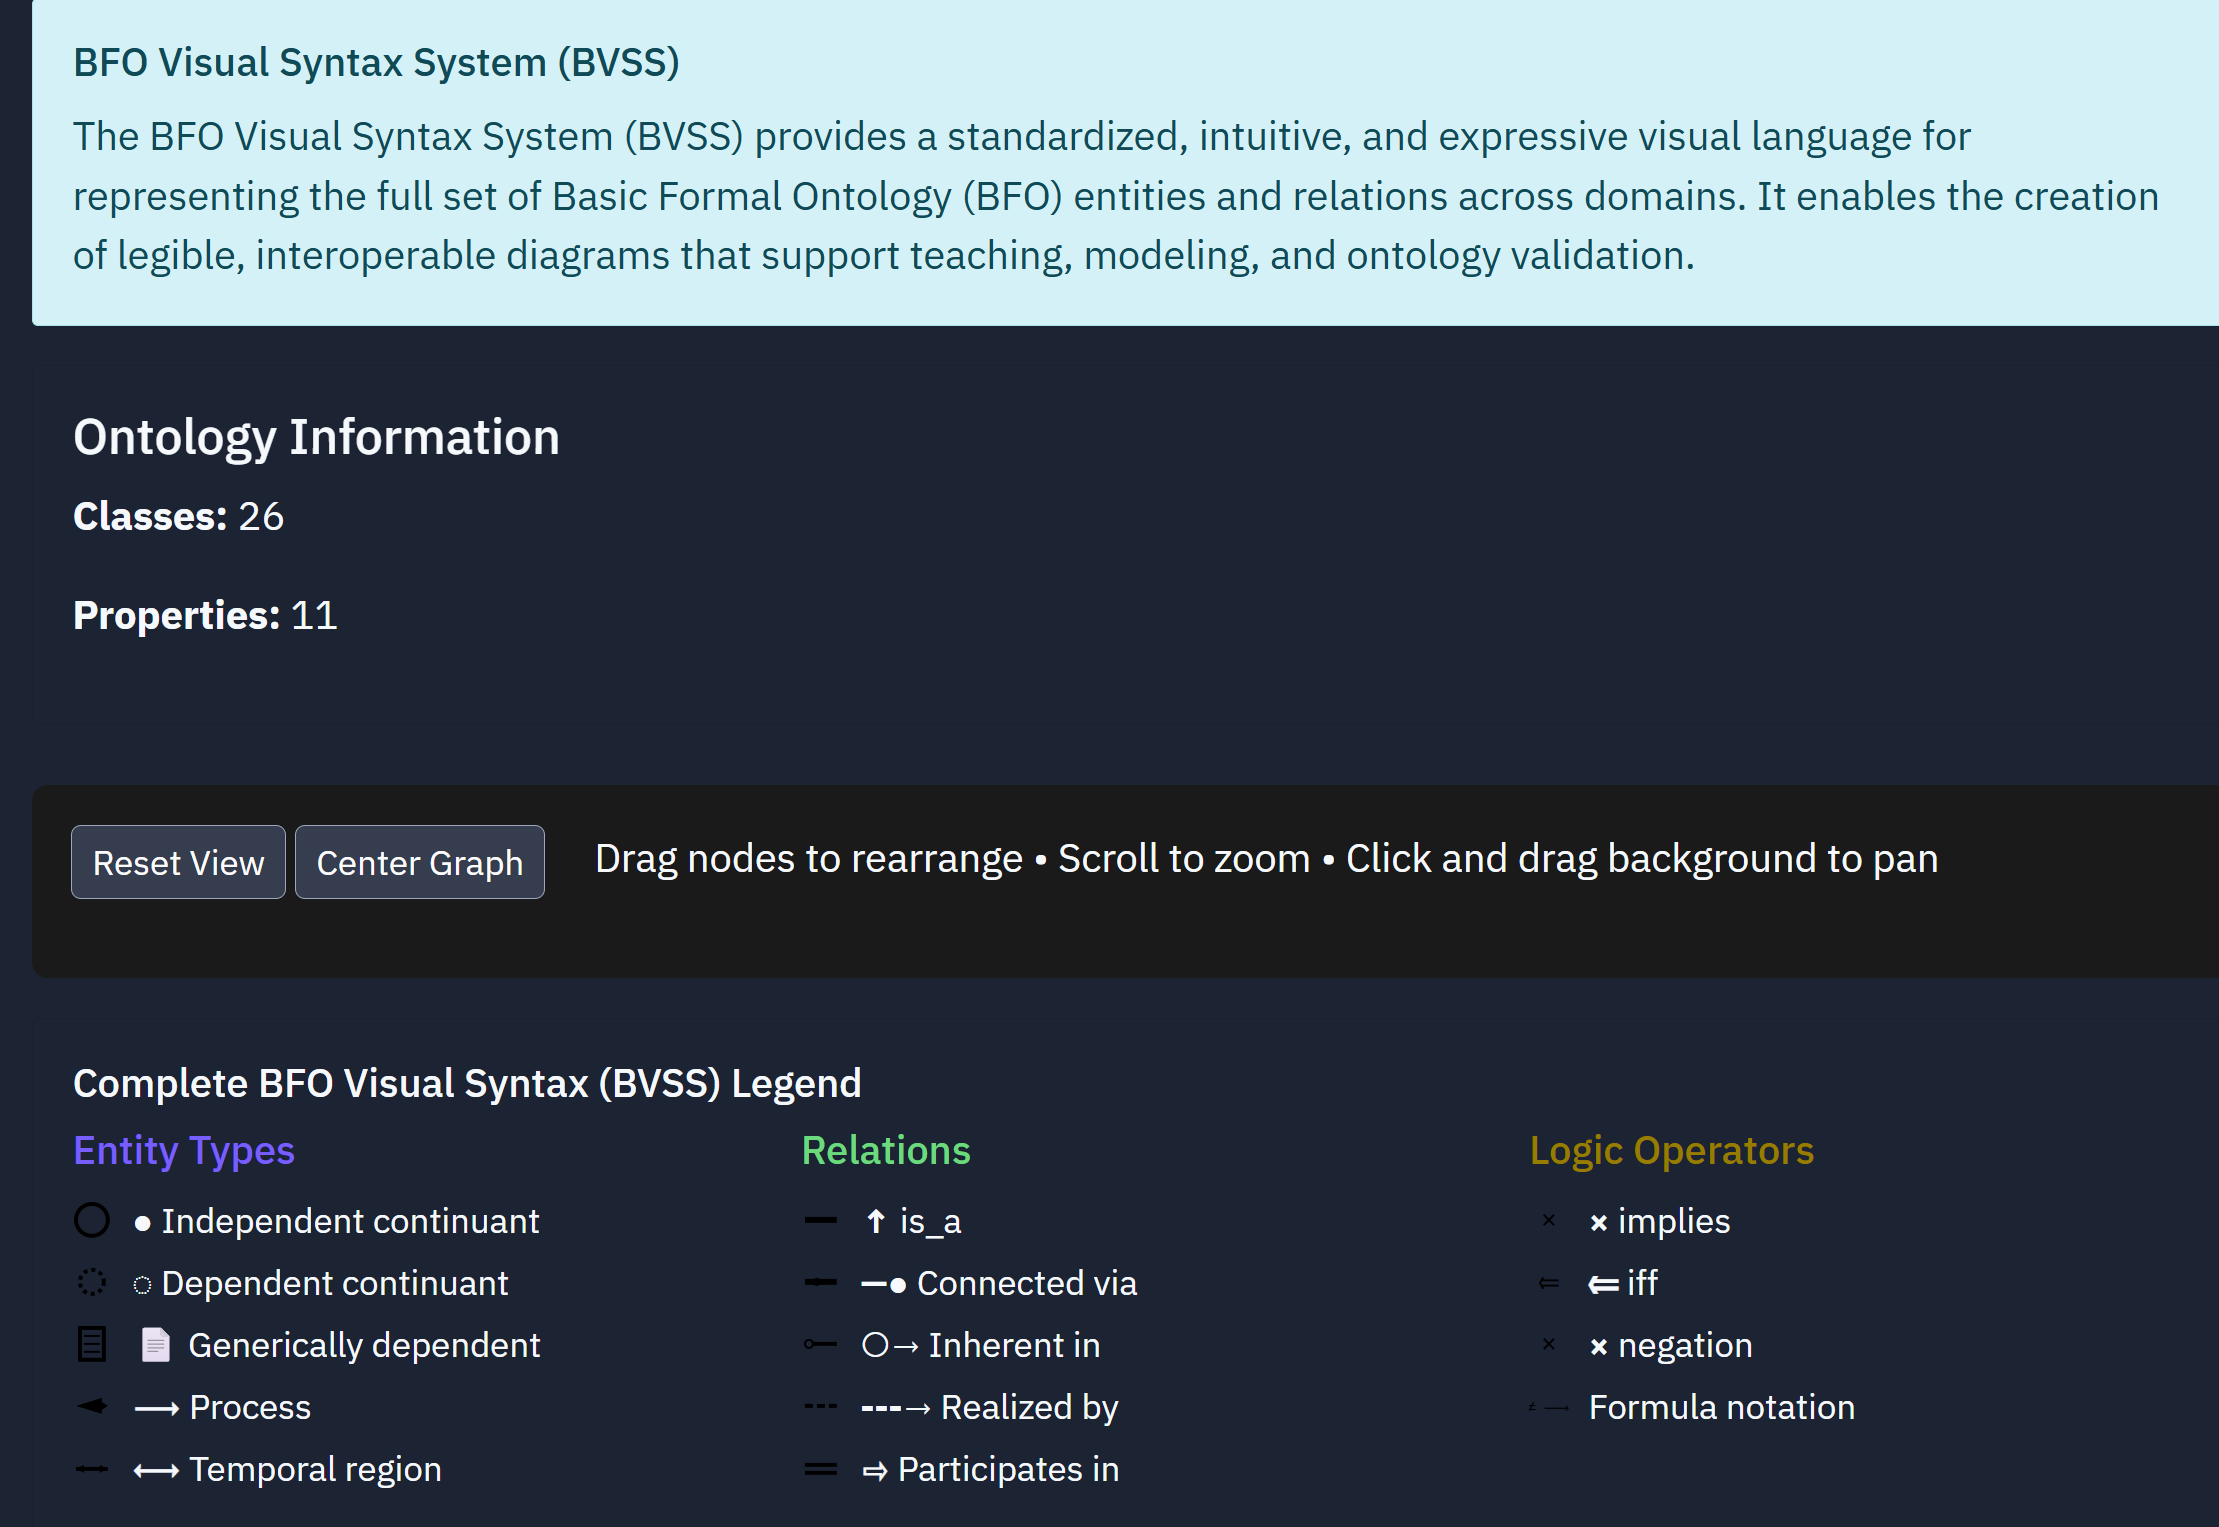 BFO Visual Syntax System (BVSS)
The BFO Visual Syntax System (BVSS) provides a standardized, intuitive, and expressive visual language for
representing the full set of Basic Formal Ontology (BFO) entities and relations across domains. It enables the creation
of legible, interoperable diagrams that support teaching, modeling, and ontology validation.
Ontology Information
Classes: 26
Properties: 11
Reset View
Center Graph
Drag nodes to rearrange • Scroll to zoom • Click and drag background to pan
Complete BFO Visual Syntax (BVSS) Legend
Entity Types
● Independent continuant
◌ Dependent continuant
📄 Generically dependent
⟶ Process
⟷ Temporal region
Relations
↑ is_a
—● Connected via
○→ Inherent in
---→ Realized by
⇨ Participates in
Logic Operators
× × implies
⇐ ⇐ iff
× × negation
≠ ⟶ Formula notation